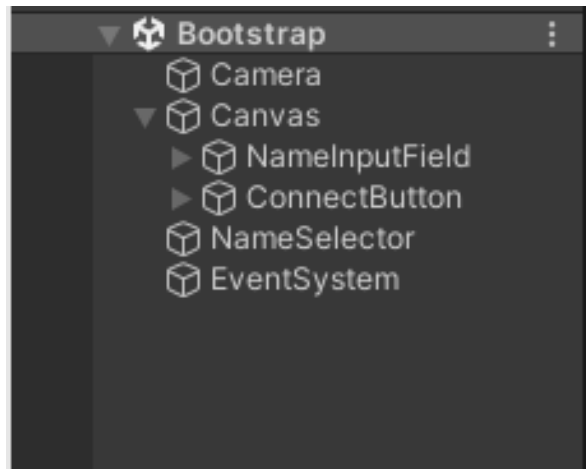 Bootstrap
Camera
Canvas
NameInputField
ConnectButton
NameSelector
EventSystem